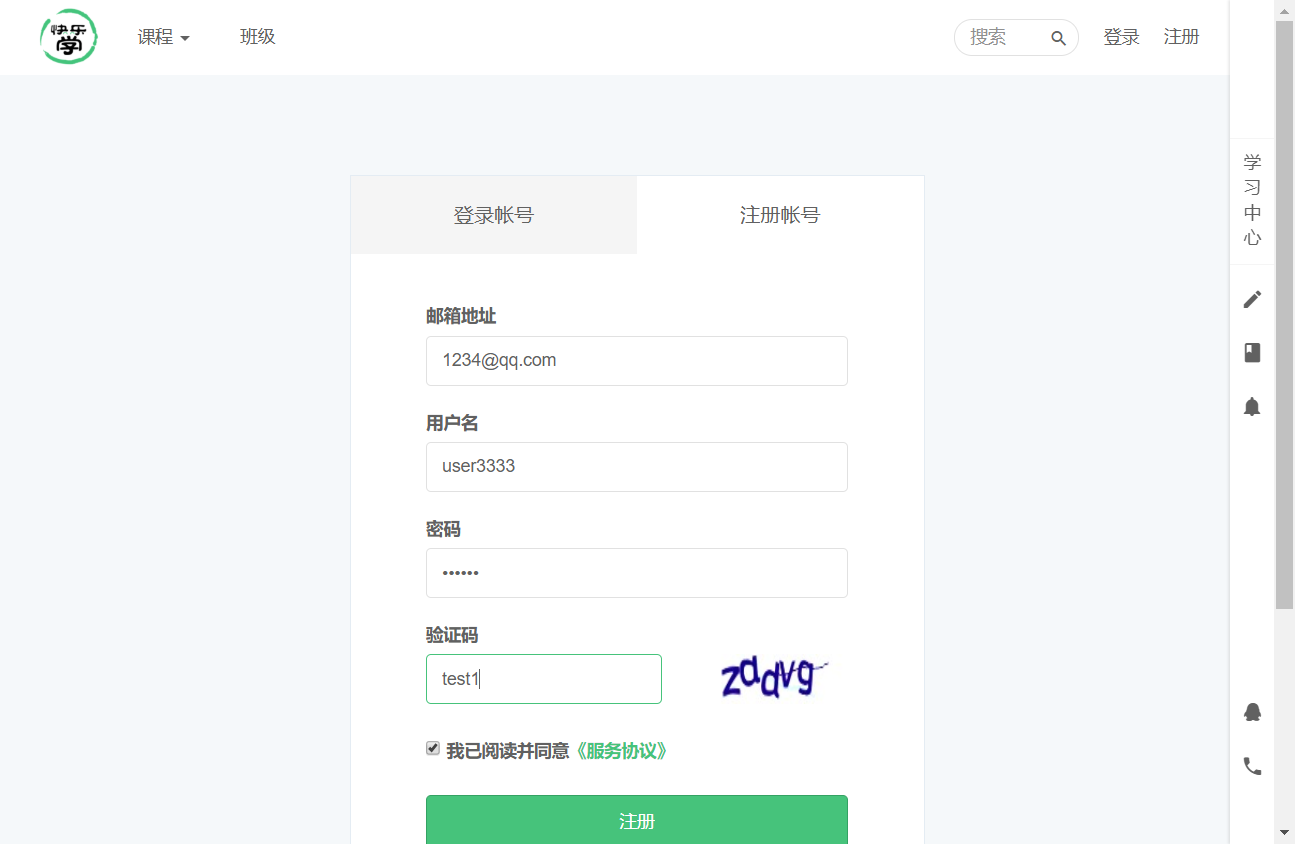 快乐学 课程 班级 搜索 登录 注册
登录帐号 注册帐号
邮箱地址
1234@qq.com
用户名
user3333
密码
••••••
验证码
test1
我已阅读并同意《服务协议》
注册
学习中心